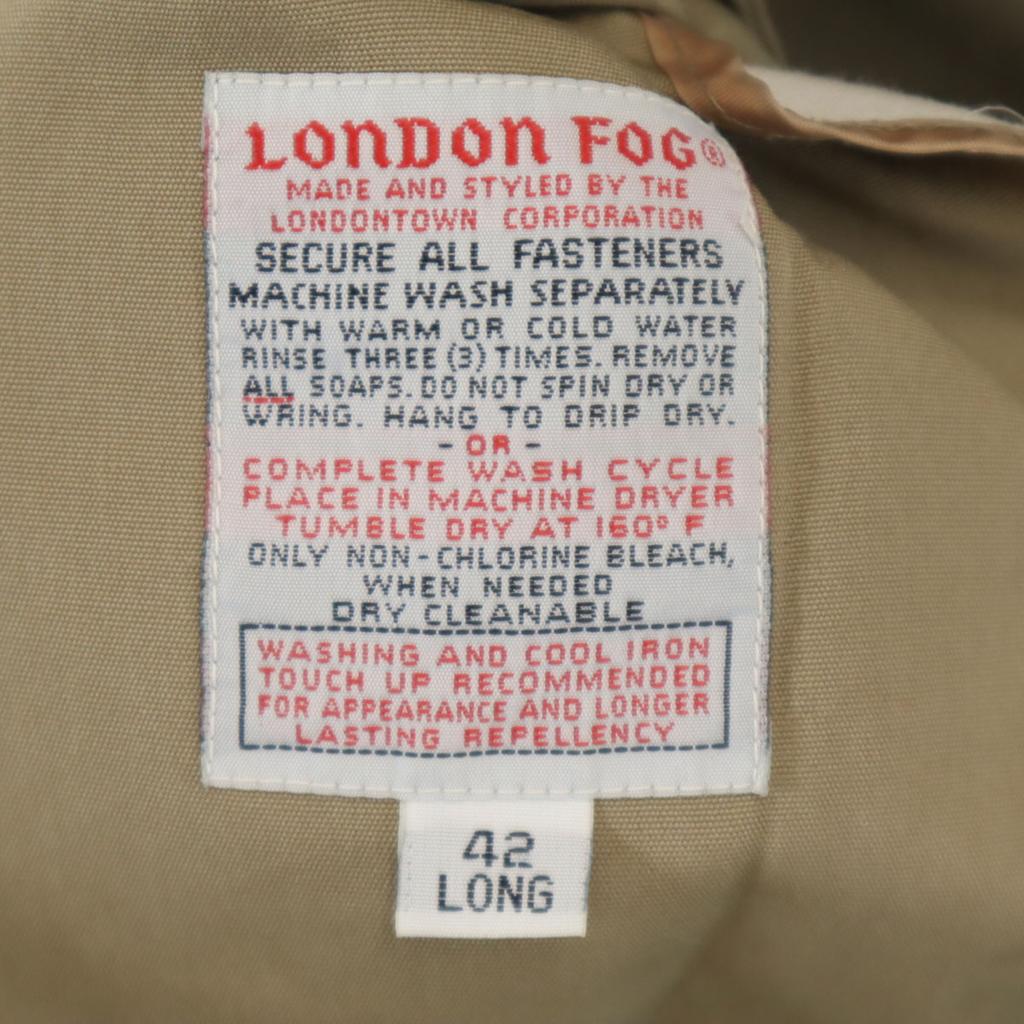 LONDON FOG®
MADE AND STYLED BY THE
LONDONTOWN CORPORATION
SECURE ALL FASTENERS
MACHINE WASH SEPARATELY
WITH WARM OR COLD WATER
RINSE THREE (3) TIMES. REMOVE
ALL SOAPS. DO NOT SPIN DRY OR
WRING. HANG TO DRIP DRY.
- OR -
COMPLETE WASH CYCLE
PLACE IN MACHINE DRYER
TUMBLE DRY AT 160° F
ONLY NON-CHLORINE BLEACH,
WHEN NEEDED
DRY CLEANABLE
WASHING AND COOL IRON
TOUCH UP RECOMMENDED
FOR APPEARANCE AND LONGER
LASTING REPELLENCY
42
LONG